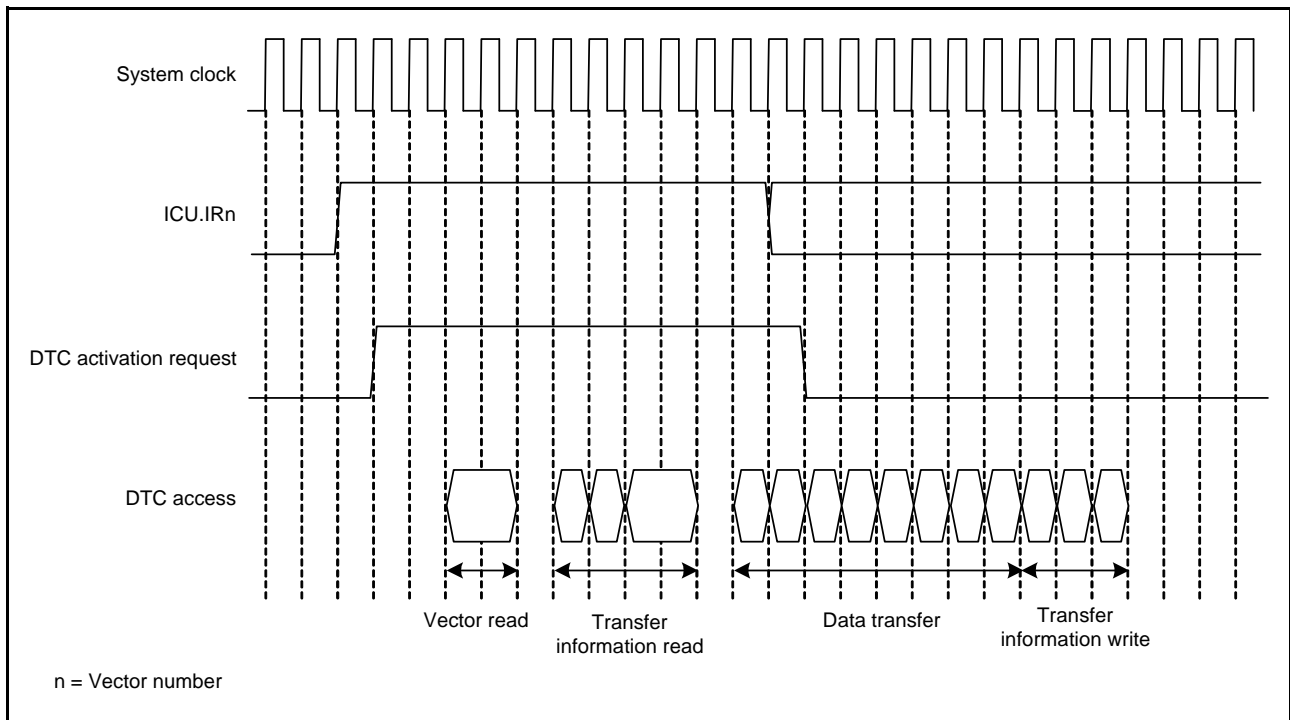 System clock
ICU.IRn
DTC activation request
DTC access
Vector read
Transfer
information read
Data transfer
Transfer
information write
n = Vector number